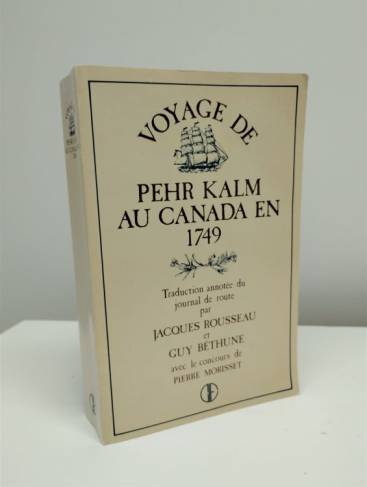 VOYAGE DE
PEHR KALM
AU CANADA EN
1749
Traduction annotée du
journal de route
par
JACQUES ROUSSEAU
et
GUY BÉTHUNE
avec le concours de
PIERRE MORISSET